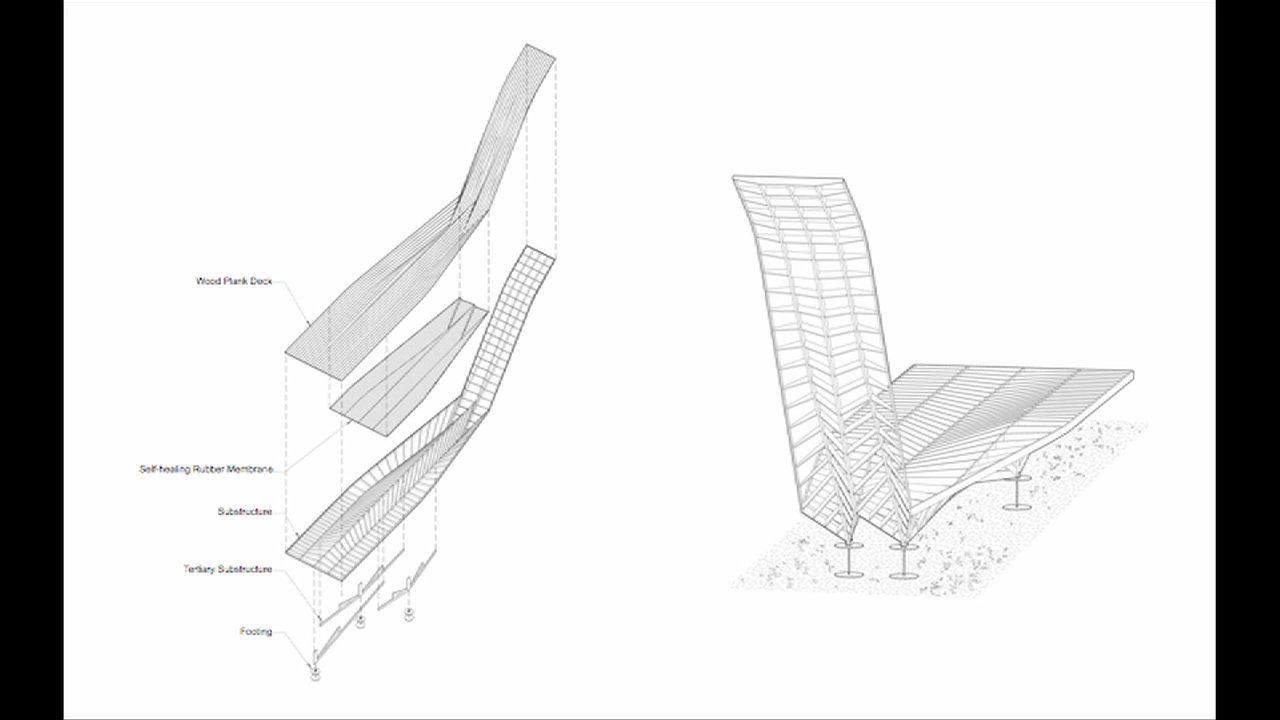 Wood Plank Deck
Self-healing Rubber Membrane
Substructure
Tertiary Substructure
Footing